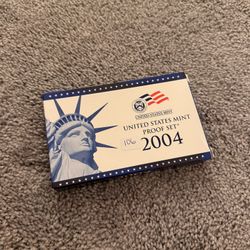 UNITED STATES MINT
UNITED STATES MINT
PROOF SET®
2004